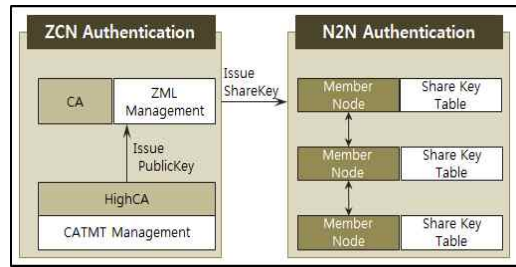 ZCN Authentication
CA
ZML
Management
Issue
PublicKey
HighCA
CATMT Management
Issue
ShareKey
N2N Authentication
Member
Node
Share Key
Table
Member
Node
Share Key
Table
Member
Node
Share Key
Table